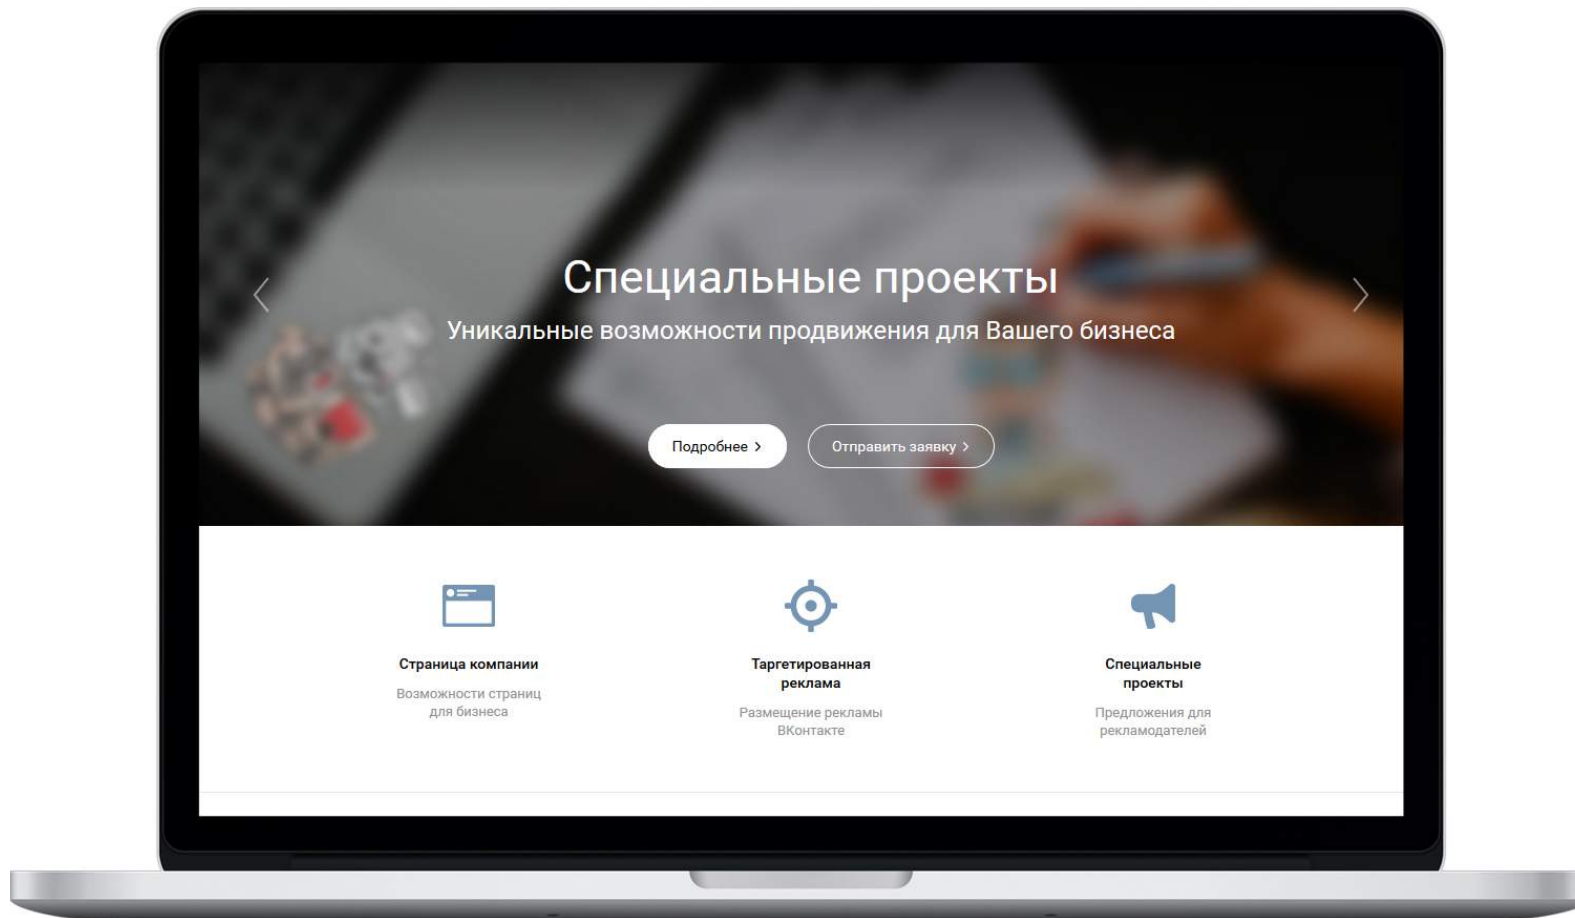 Специальные проекты
Уникальные возможности продвижения для Вашего бизнеса
Подробнее >
Отправить заявку >
Страница компании
Возможности страниц
для бизнеса
Таргетированная
реклама
Размещение рекламы
ВКонтакте
Специальные
проекты
Предложения для
рекламодателей